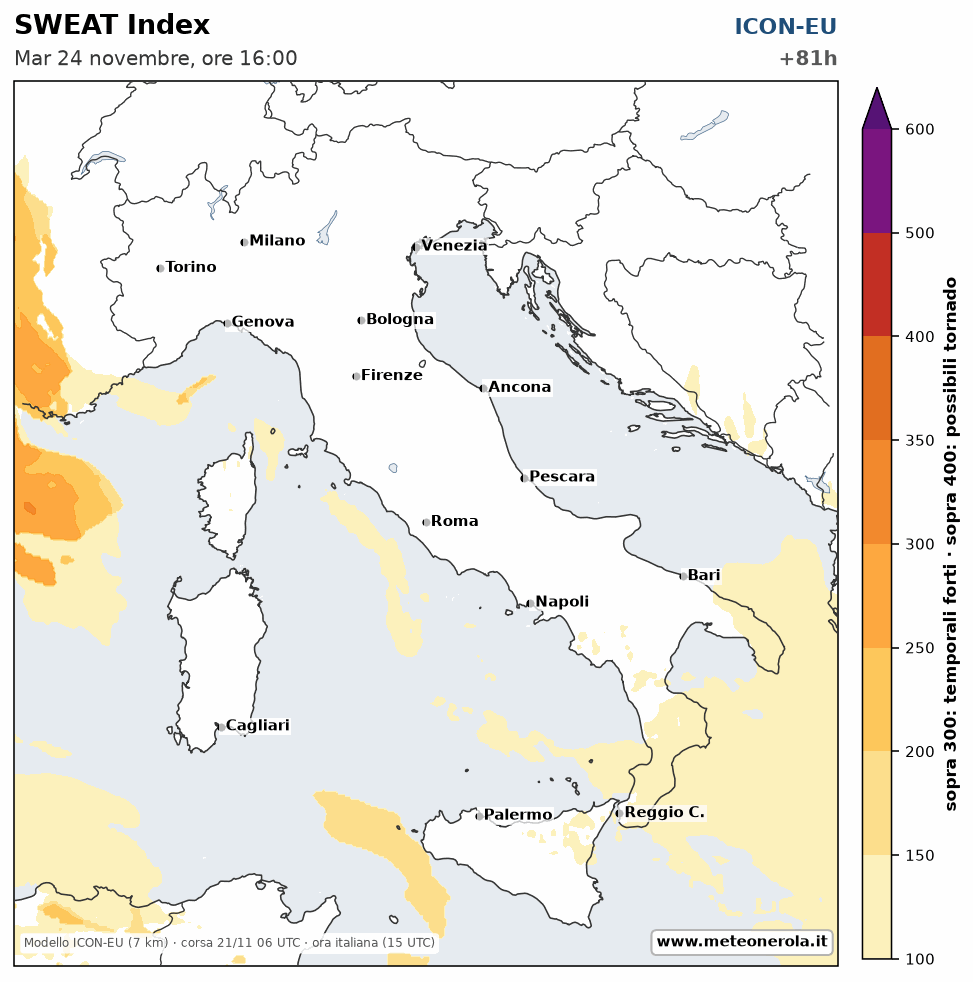 SWEAT Index
ICON-EU
Mar 24 novembre, ore 16:00
+81h
600
500
400
350
300
250
200
150
100
sopra 300: temporali forti · sopra 400: possibili tornado
Milano
Venezia
Torino
Genova
Bologna
Firenze
Ancona
Pescara
Roma
Bari
Napoli
Cagliari
Palermo
Reggio C.
Modello ICON-EU (7 km) · corsa 21/11 06 UTC · ora italiana (15 UTC)
www.meteonerola.it